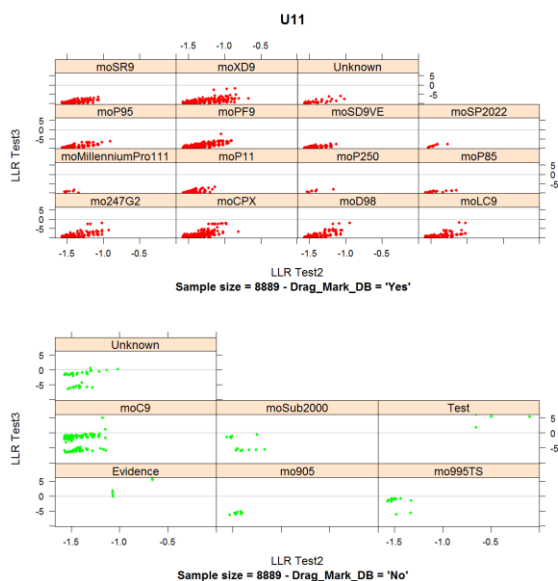 U11
-1.5 -1.0 -0.5
moSR9 moXD9 Unknown
5
0
-5
moP95 moPF9 moSD9VE moSP2022
5
0
-5
moMillenniumPro111 moP11 moP250 moP85
5
0
-5
mo247G2 moCPX moD98 moLC9
5
0
-5
LLR Test3
-1.5 -1.0 -0.5 -1.5 -1.0 -0.5
LLR Test2
Sample size = 8889 - Drag_Mark_DB = 'Yes'
Unknown
5
0
-5
moC9 moSub2000 Test
5
0
-5
Evidence mo905 mo995TS
5
0
-5
LLR Test3
-1.5 -1.0 -0.5 -1.5 -1.0 -0.5
LLR Test2
Sample size = 8889 - Drag_Mark_DB = 'No'